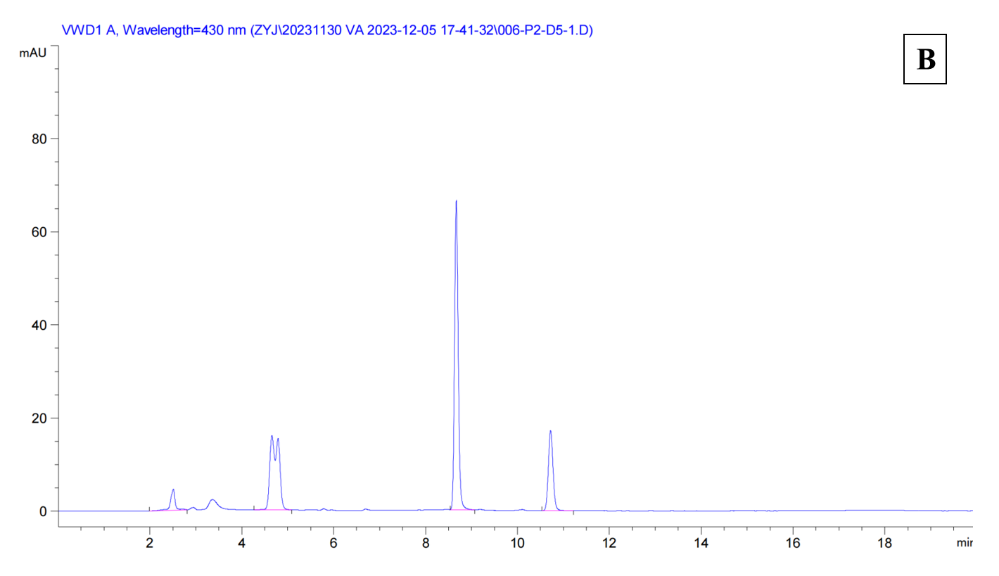 VWD1 A, Wavelength=430 nm (ZYJ\20231130 VA 2023-12-05 17-41-32\006-P2-D5-1.D)
mAU
B
80
60
40
20
0
2 4 6 8 10 12 14 16 18 mir